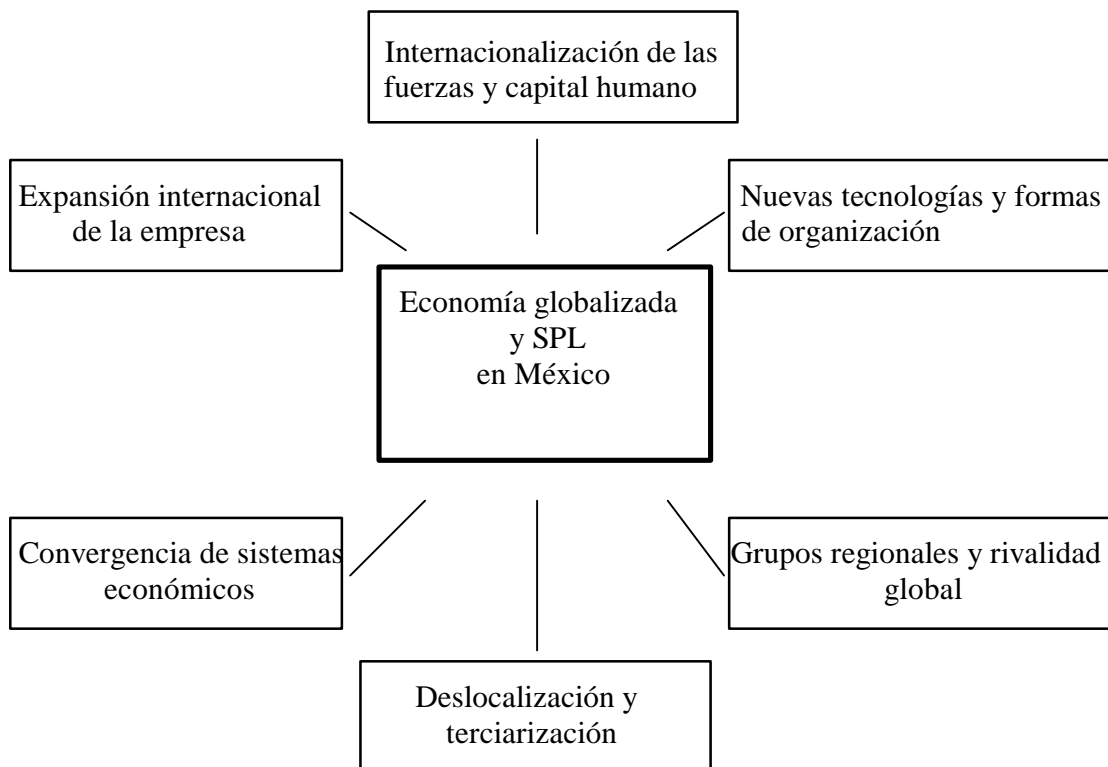 Internacionalización de las
fuerzas y capital humano
Expansión internacional
de la empresa
Nuevas tecnologías y formas
de organización
Economía globalizada
y SPL
en México
Convergencia de sistemas
económicos
Grupos regionales y rivalidad
global
Deslocalización y
terciarización